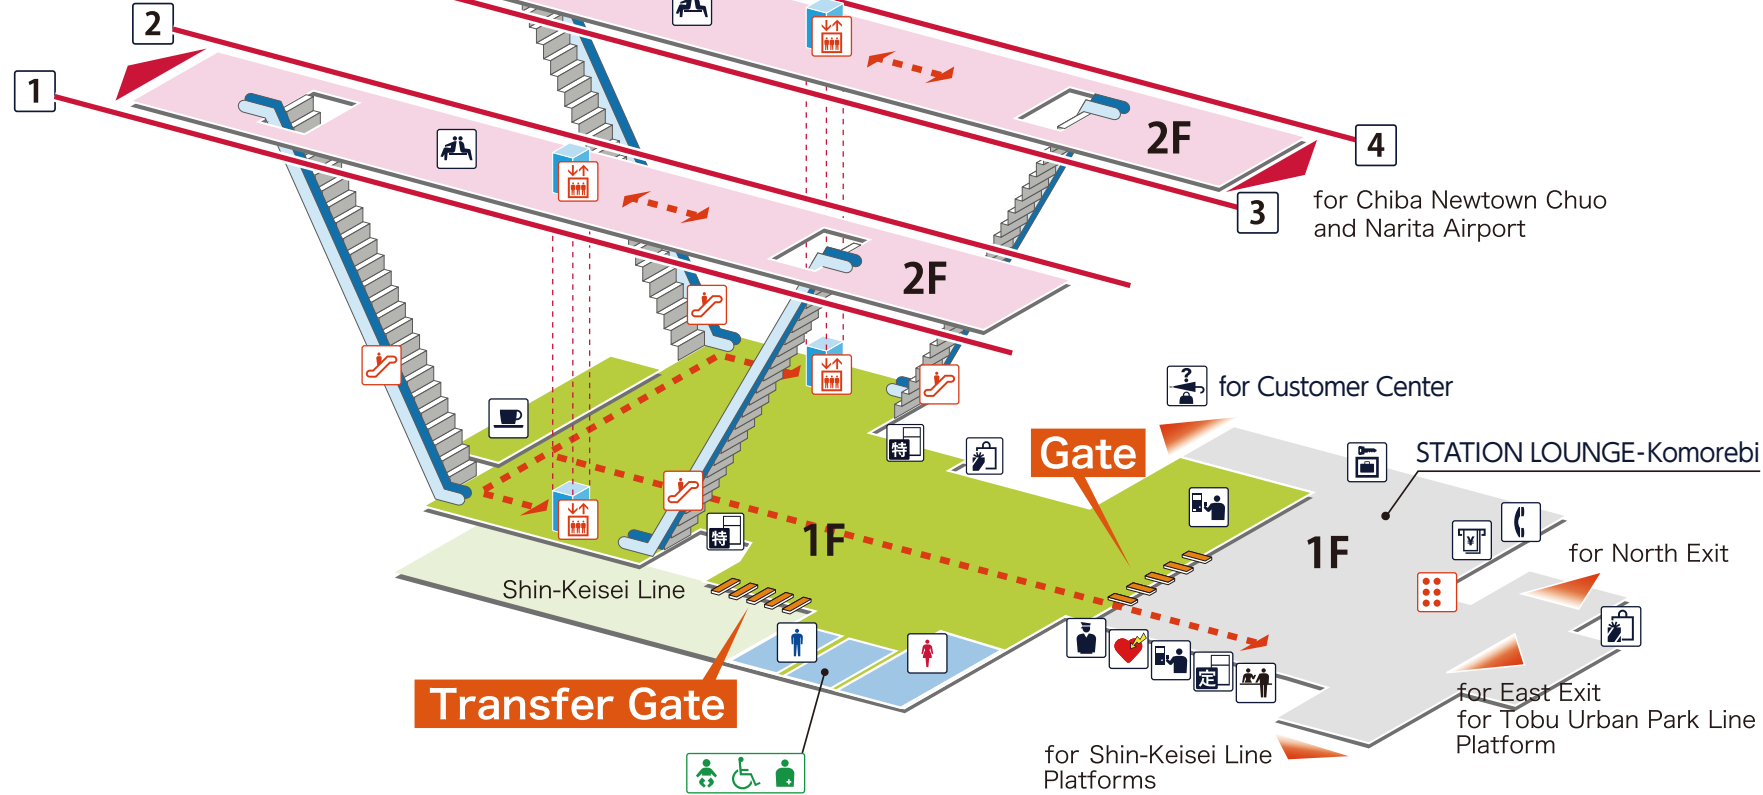 2
1
2F
4
3
for Chiba Newtown Chuo
and Narita Airport
2F
?
for Customer Center
特
Gate
STATION LOUNGE-Komorebi
特
1F
1F
¥
for North Exit
Shin-Keisei Line
定
Transfer Gate
for East Exit
for Tobu Urban Park Line
Platform
for Shin-Keisei Line
Platforms